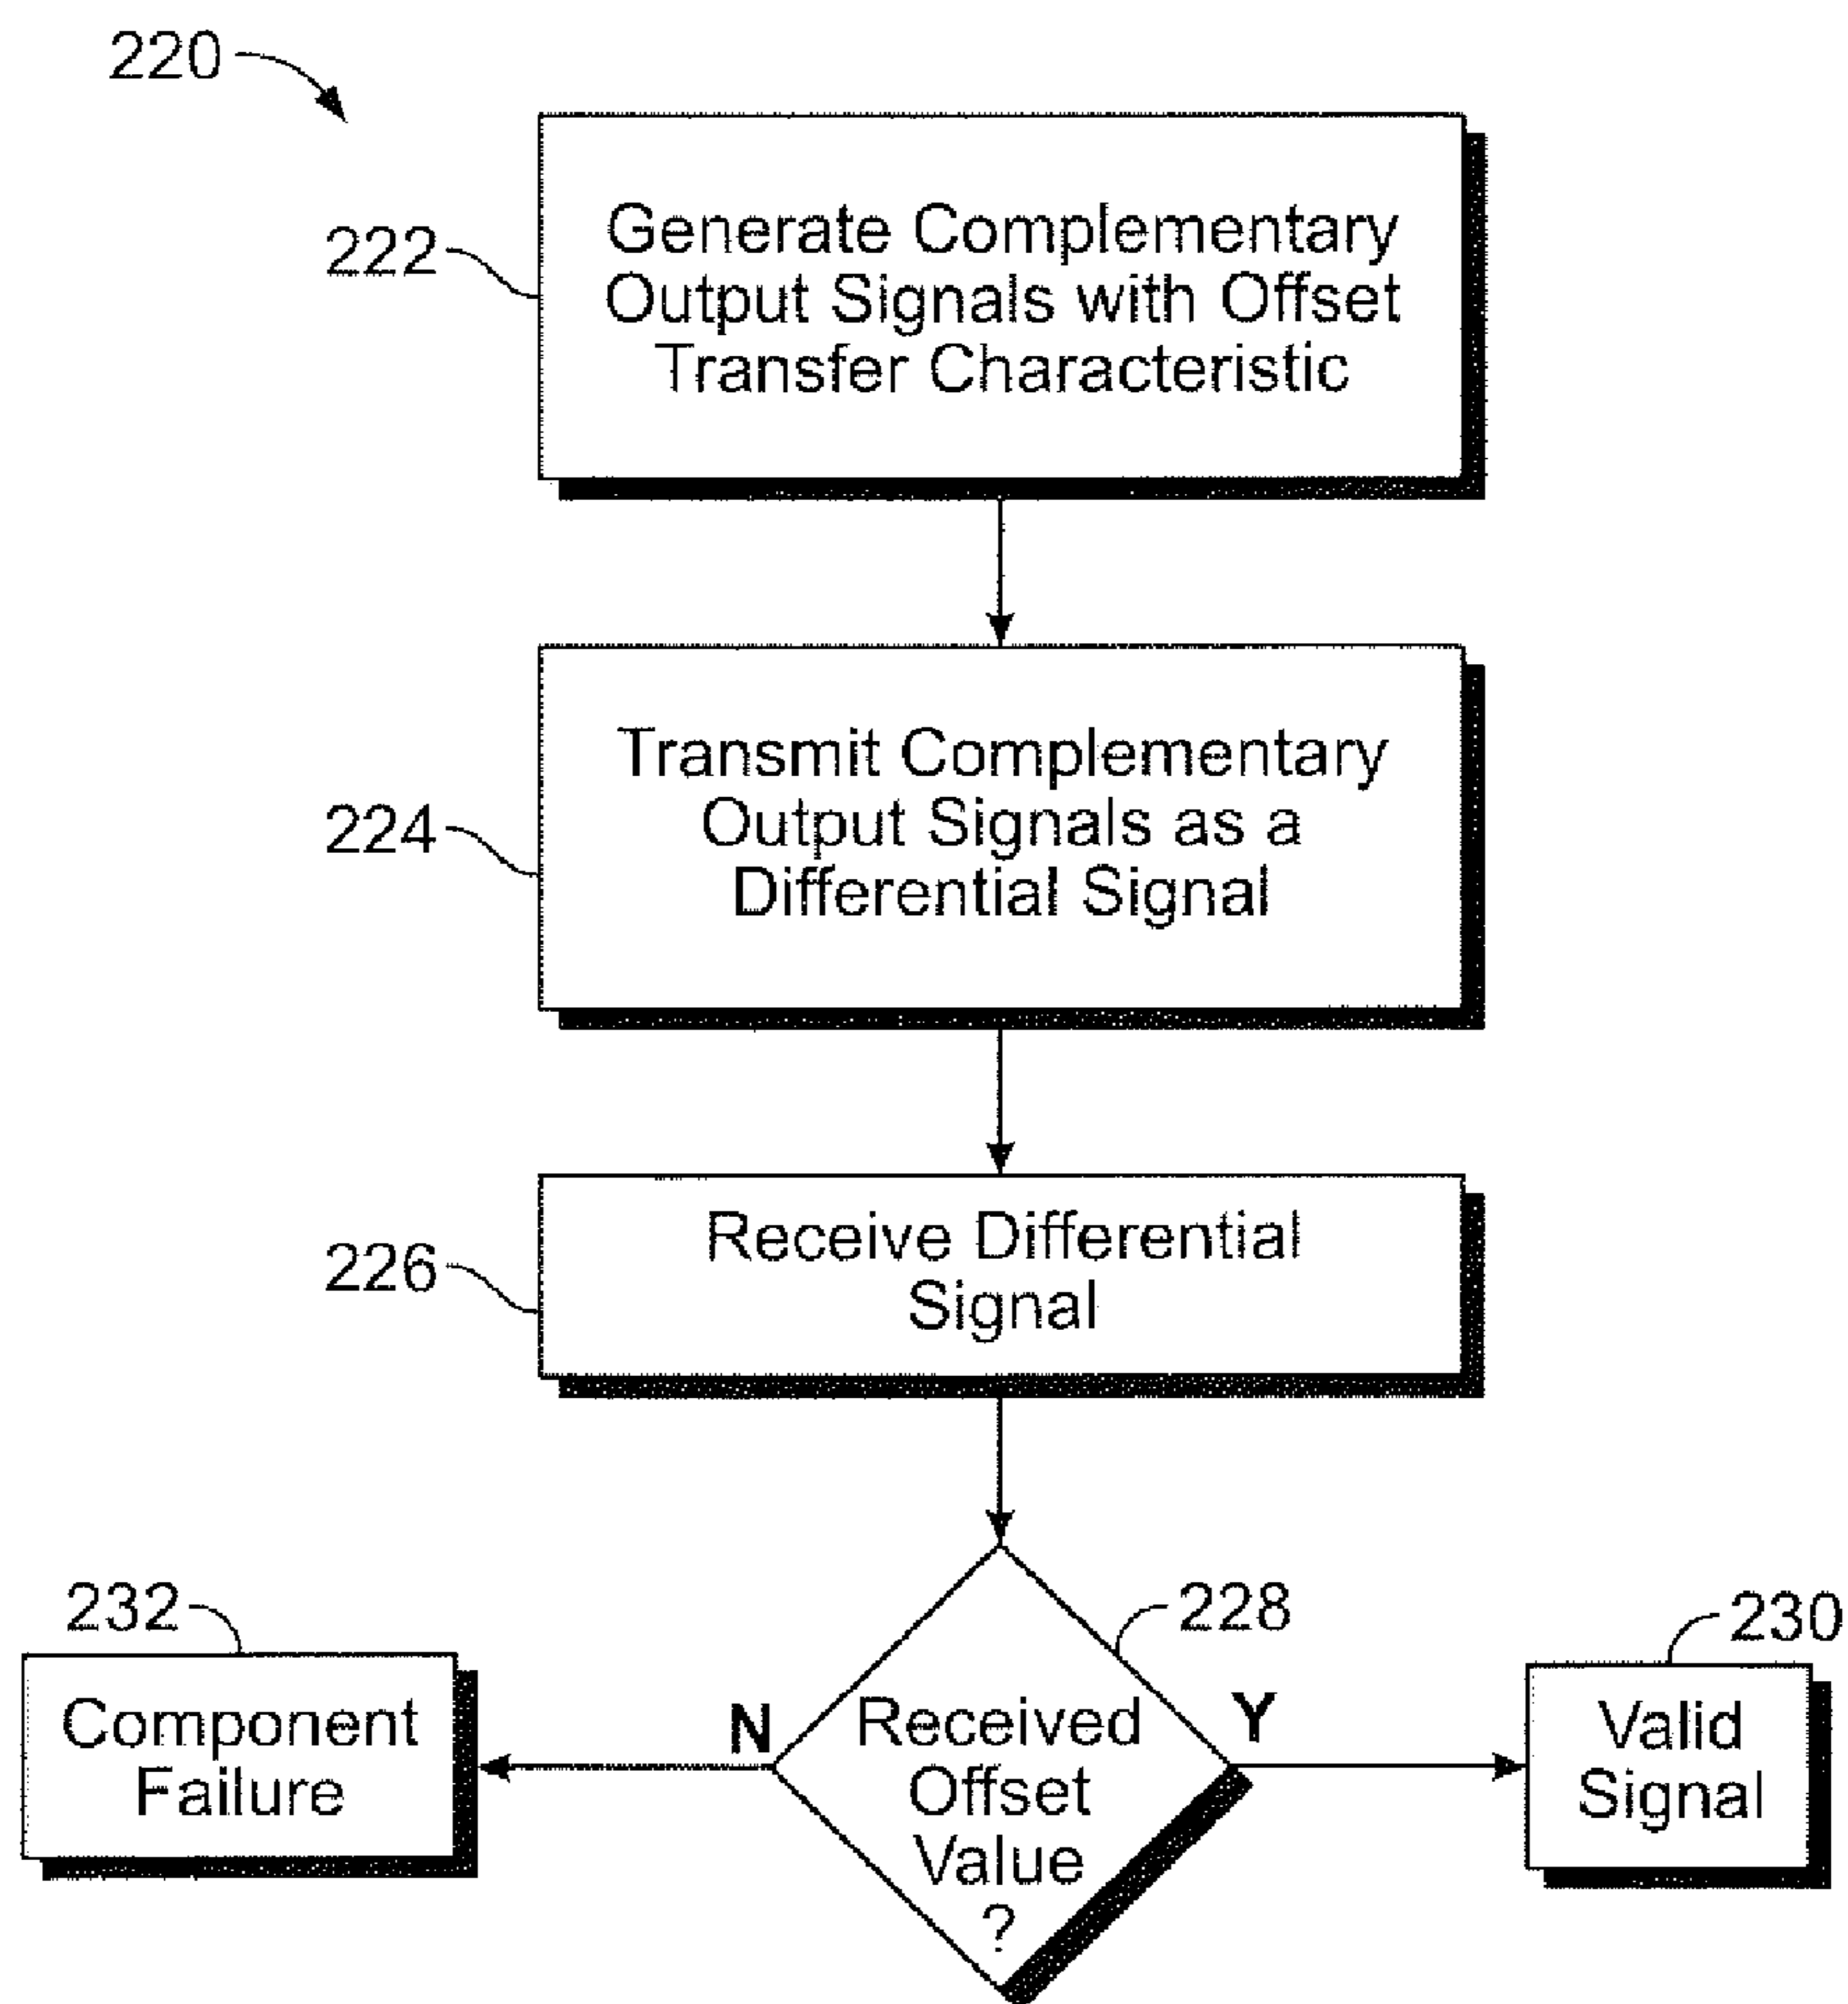 220
222
Generate Complementary
Output Signals with Offset
Transfer Characteristic
224
Transmit Complementary
Output Signals as a
Differential Signal
226
Receive Differential
Signal
228
Received
Offset
Value
?
N
Y
232
Component
Failure
230
Valid
Signal